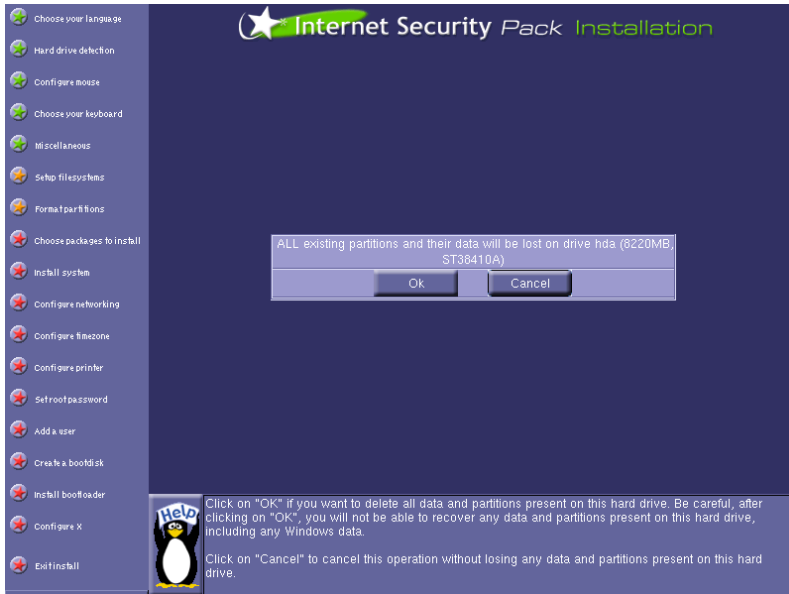 Internet Security Pack Installation
Choose your language
Hard drive detection
Configure mouse
Choose your keyboard
Miscellaneous
Setup filesystems
Format partitions
Choose packages to install
Install system
Configure networking
Configure timezone
Configure printer
Set root password
Add a user
Create a bootdisk
Install bootloader
Configure X
Exit install
ALL existing partitions and their data will be lost on drive hda (8220MB,
ST38410A)
Ok
Cancel
Help
Click on "OK" if you want to delete all data and partitions present on this hard drive. Be careful, after
clicking on "OK", you will not be able to recover any data and partitions present on this hard drive,
including any Windows data.
Click on "Cancel" to cancel this operation without losing any data and partitions present on this hard
drive.